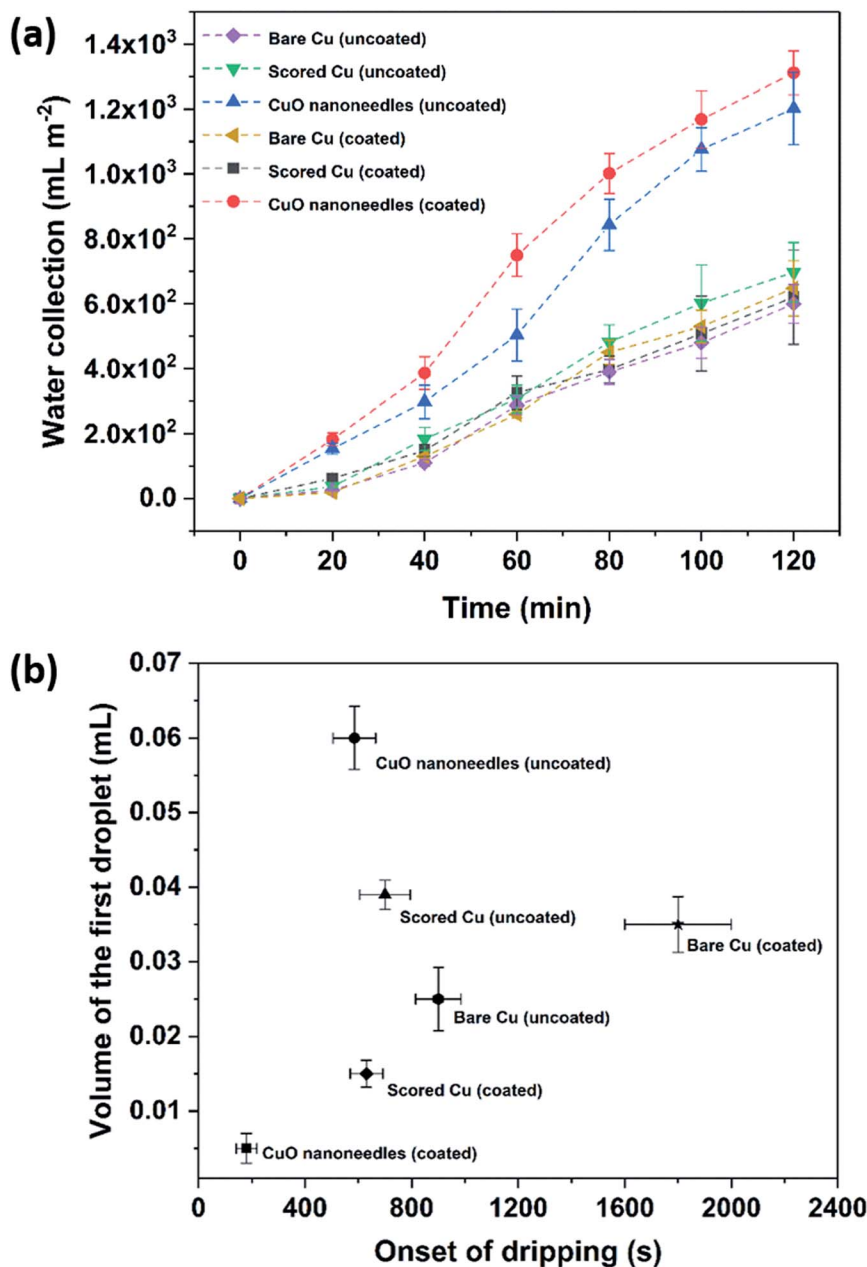 (a)
Water collection (mL m⁻²)
1.4x10³
1.2x10³
1.0x10³
8.0x10²
6.0x10²
4.0x10²
2.0x10²
0.0
Bare Cu (uncoated)
Scored Cu (uncoated)
CuO nanoneedles (uncoated)
Bare Cu (coated)
Scored Cu (coated)
CuO nanoneedles (coated)
0 20 40 60 80 100 120
Time (min)
(b)
Volume of the first droplet (mL)
0.07
0.06
0.05
0.04
0.03
0.02
0.01
CuO nanoneedles (uncoated)
Scored Cu (uncoated)
Bare Cu (coated)
Bare Cu (uncoated)
Scored Cu (coated)
CuO nanoneedles (coated)
0 400 800 1200 1600 2000 2400
Onset of dripping (s)